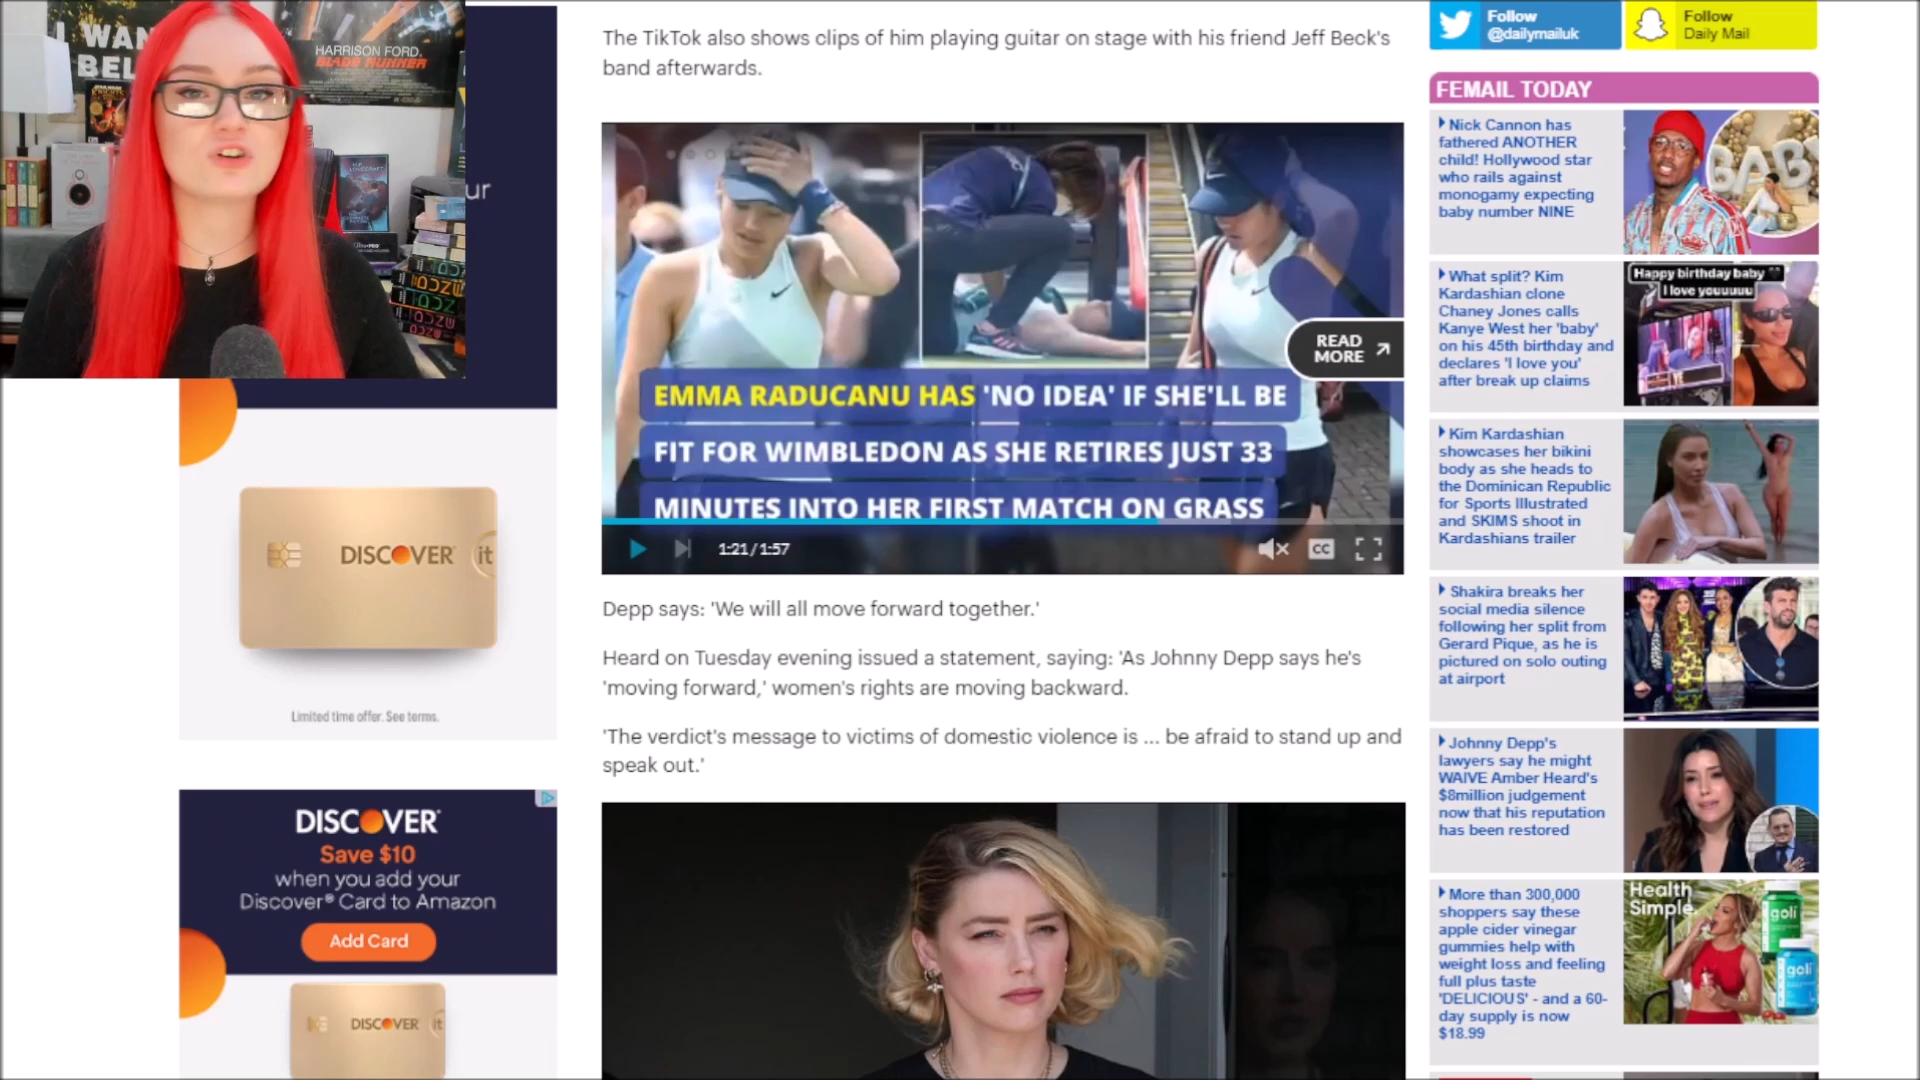 I WAN
BEL
HARRISON FORD.
BLADE RUNNER
ur
DISCOVER it
Limited time offer. See terms.
DISCOVER
Save $10
when you add your
Discover® Card to Amazon
Add Card
DISCOVER it
The TikTok also shows clips of him playing guitar on stage with his friend Jeff Beck's
band afterwards.
READ
MORE
EMMA RADUCANU HAS 'NO IDEA' IF SHE'LL BE
FIT FOR WIMBLEDON AS SHE RETIRES JUST 33
MINUTES INTO HER FIRST MATCH ON GRASS
1:21 / 1:57
CC
Depp says: 'We will all move forward together.'
Heard on Tuesday evening issued a statement, saying: 'As Johnny Depp says he's
'moving forward,' women's rights are moving backward.
'The verdict's message to victims of domestic violence is ... be afraid to stand up and
speak out.'
Follow
@dailymailuk
Follow
Daily Mail
FEMAIL TODAY
Nick Cannon has
fathered ANOTHER
child! Hollywood star
who rails against
monogamy expecting
baby number NINE
BABY
What split? Kim
Kardashian clone
Chaney Jones calls
Kanye West her 'baby'
on his 45th birthday and
declares 'I love you'
after break up claims
Happy birthday baby
I love youuuuu
Kim Kardashian
showcases her bikini
body as she heads to
the Dominican Republic
for Sports Illustrated
and SKIMS shoot in
Kardashians trailer
Shakira breaks her
social media silence
following her split from
Gerard Pique, as he is
pictured on solo outing
at airport
Johnny Depp's
lawyers say he might
WAIVE Amber Heard's
$8million judgement
now that his reputation
has been restored
More than 300,000
shoppers say these
apple cider vinegar
gummies help with
weight loss and feeling
full plus taste
'DELICIOUS' - and a 60-
day supply is now
$18.99
Health
Simple.
goli
goli